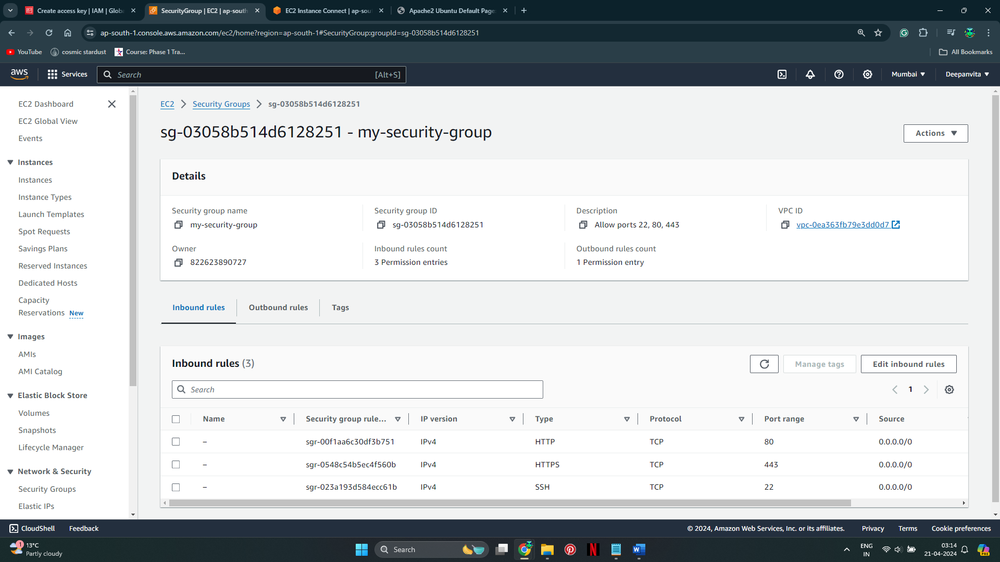 Create access key | IAM | Globa
SecurityGroup | EC2 | ap-south
EC2 Instance Connect | ap-sout
Apache2 Ubuntu Default Page
ap-south-1.console.aws.amazon.com/ec2/home?region=ap-south-1#SecurityGroup:groupId=sg-03058b514d6128251
YouTube
cosmic stardust
Course: Phase 1 Tra...
All Bookmarks
aws
Services
Search
[Alt+S]
Mumbai
Deepanvita
EC2 Dashboard
EC2 Global View
Events
Instances
Instances
Instance Types
Launch Templates
Spot Requests
Savings Plans
Reserved Instances
Dedicated Hosts
Capacity
Reservations New
Images
AMIs
AMI Catalog
Elastic Block Store
Volumes
Snapshots
Lifecycle Manager
Network & Security
Security Groups
Elastic IPs
EC2
Security Groups
sg-03058b514d6128251
sg-03058b514d6128251 - my-security-group
Actions
Details
Security group name
my-security-group
Security group ID
sg-03058b514d6128251
Description
Allow ports 22, 80, 443
VPC ID
vpc-0ea363fb79e3dd0d7
Owner
822623890727
Inbound rules count
3 Permission entries
Outbound rules count
1 Permission entry
Inbound rules
Outbound rules
Tags
Inbound rules (3)
Manage tags
Edit inbound rules
Search
1
Name Security group rule... IP version Type Protocol Port range Source
– sgr-00f1aa6c30df3b751 IPv4 HTTP TCP 80 0.0.0.0/0
– sgr-0548c54b5ec4f560b IPv4 HTTPS TCP 443 0.0.0.0/0
– sgr-023a193d584ecc61b IPv4 SSH TCP 22 0.0.0.0/0
CloudShell
Feedback
© 2024, Amazon Web Services, Inc. or its affiliates.
Privacy
Terms
Cookie preferences
1
13°C
Partly cloudy
Search
ENG
IN
03:14
21-04-2024
PRE